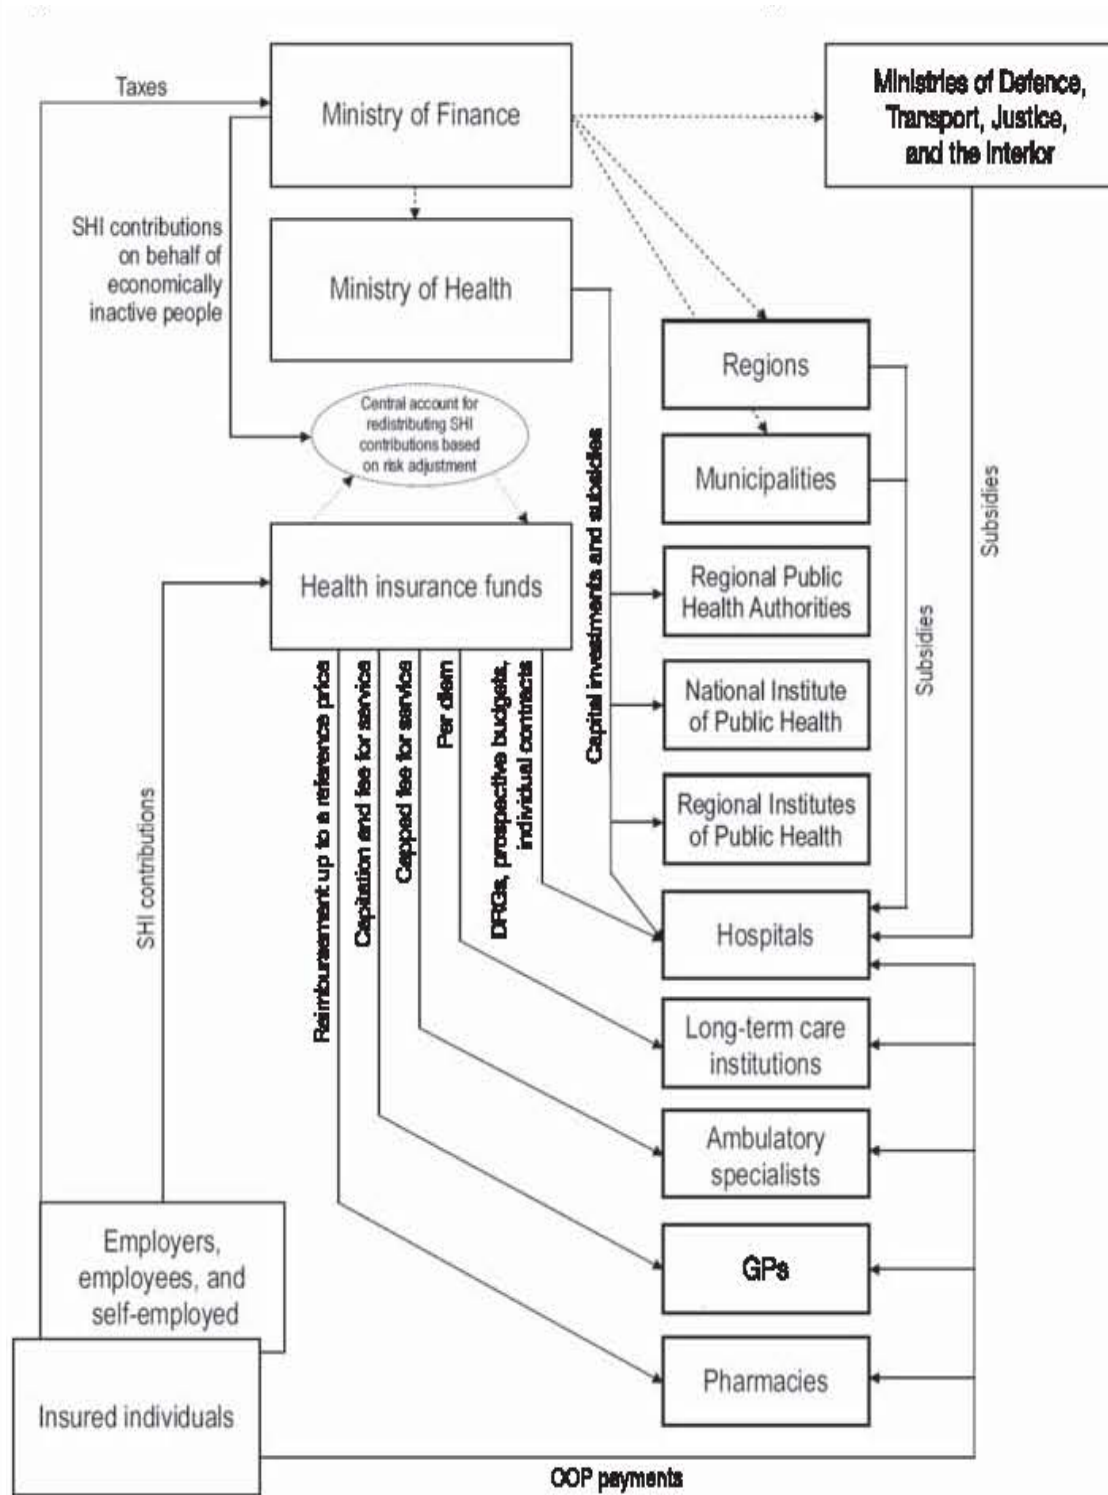 Taxes
Ministry of Finance
Ministries of Defence,
Transport, Justice,
and the Interior
SHI contributions
on behalf of
economically
inactive people
Ministry of Health
Regions
Central account for
redistributing SHI
contributions based
on risk adjustment
Municipalities
Capital investments and subsidies
Subsidies
Health insurance funds
Regional Public
Health Authorities
Subsidies
National Institute
of Public Health
Regional Institutes
of Public Health
Reimbursement up to a reference price
Capitation and fee for service
Capped fee for service
Per diem
DRGs, prospective budgets,
individual contracts
SHI contributions
Hospitals
Long-term care
institutions
Ambulatory
specialists
Employers,
employees, and
self-employed
GPs
Insured individuals
Pharmacies
OOP payments